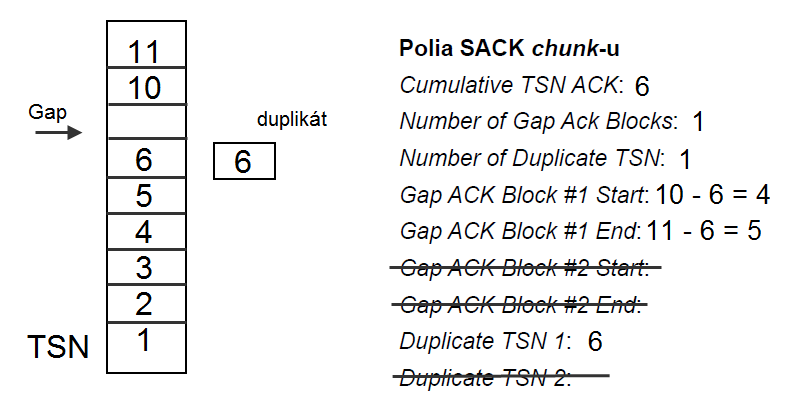 11
10
Gap
duplikát
6
6
5
4
3
2
1
TSN
Polia SACK chunk-u
Cumulative TSN ACK: 6
Number of Gap Ack Blocks: 1
Number of Duplicate TSN: 1
Gap ACK Block #1 Start: 10 - 6 = 4
Gap ACK Block #1 End: 11 - 6 = 5
Gap ACK Block #2 Start:
Gap ACK Block #2 End:
Duplicate TSN 1: 6
Duplicate TSN 2: